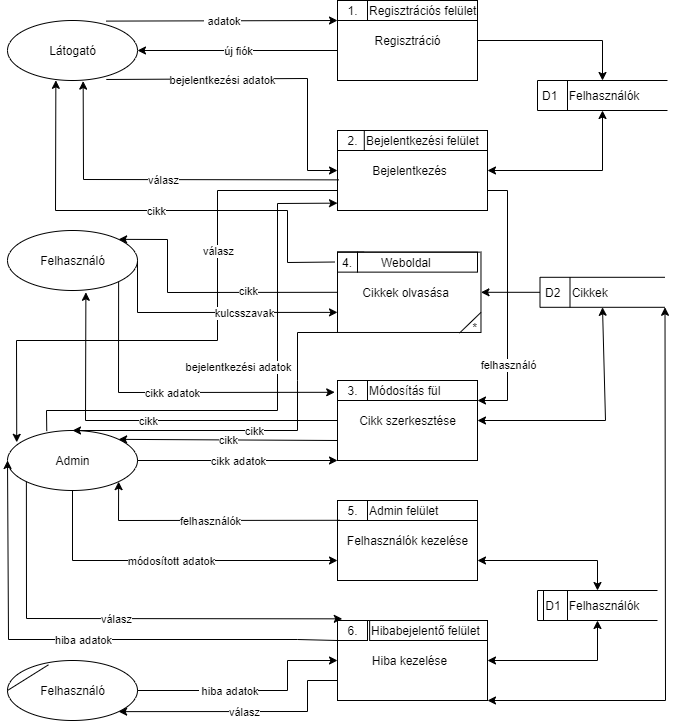 1. Regisztrációs felület
adatok
Látogató
Regisztráció
új fiók
bejelentkezési adatok
D1 Felhasználók
2. Bejelentkezési felület
Bejelentkezés
válasz
cikk
válasz
Felhasználó
4. Weboldal
cikk
Cikkek olvasása
D2 Cikkek
kulcsszavak
*
bejelentkezési adatok
felhasználó
cikk adatok
3. Módosítás fül
cikk
Cikk szerkesztése
cikk
cikk
Admin
cikk adatok
5. Admin felület
felhasználók
Felhasználók kezelése
módosított adatok
D1 Felhasználók
válasz
6. Hibabejelentő felület
hiba adatok
Hiba kezelése
Felhasználó
hiba adatok
válasz